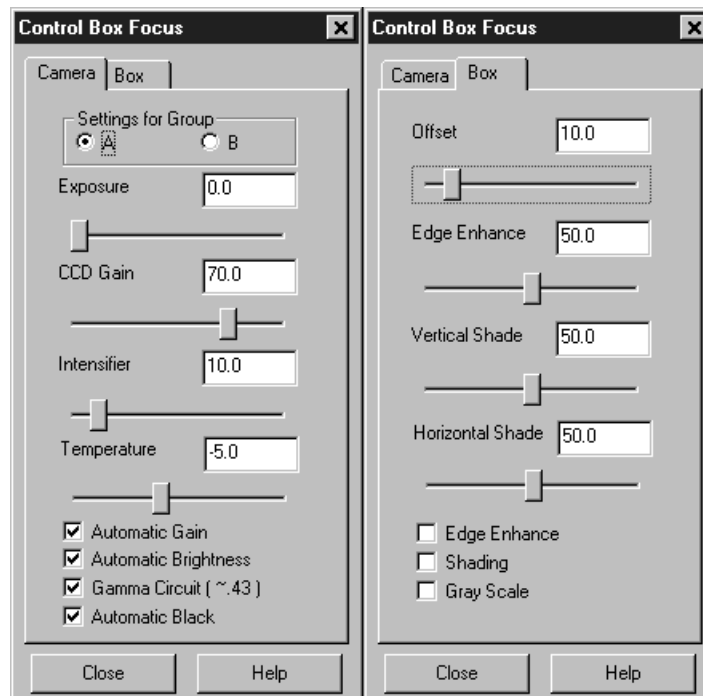 Control Box Focus
Camera
Box
Settings for Group
A
B
Exposure
0.0
CCD Gain
70.0
Intensifier
10.0
Temperature
-5.0
Automatic Gain
Automatic Brightness
Gamma Circuit ( ~.43 )
Automatic Black
Close
Help
Control Box Focus
Camera
Box
Offset
10.0
Edge Enhance
50.0
Vertical Shade
50.0
Horizontal Shade
50.0
Edge Enhance
Shading
Gray Scale
Close
Help